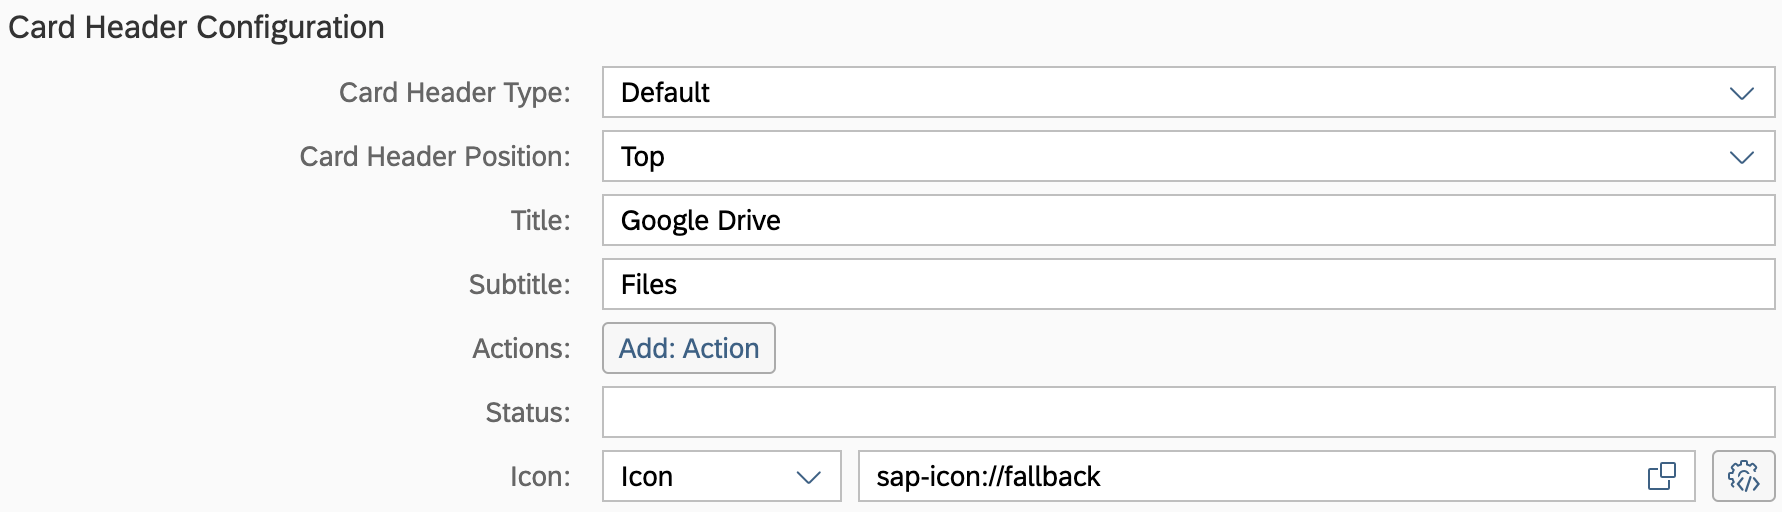 Card Header Configuration
Card Header Type: Default
Card Header Position: Top
Title: Google Drive
Subtitle: Files
Actions: Add: Action
Status:
Icon: Icon sap-icon://fallback